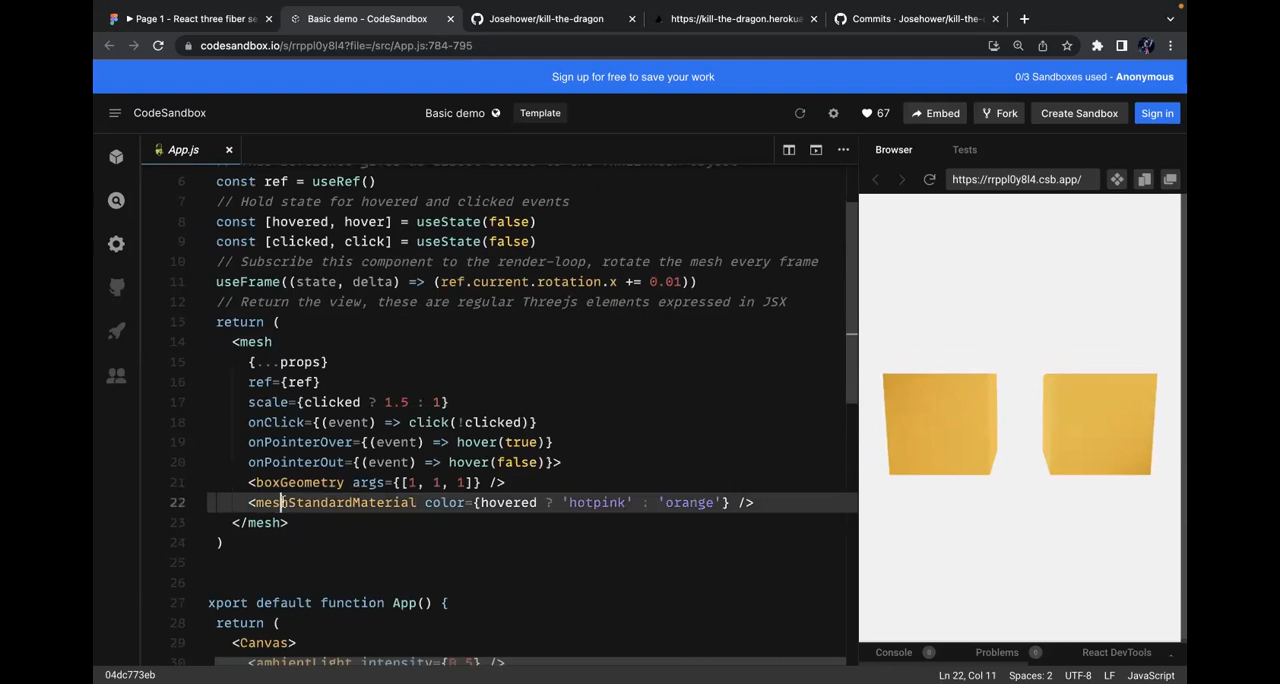 Page 1 - React three fiber se
Basic demo - CodeSandbox
Josehower/kill-the-dragon
https://kill-the-dragon.herokua
Commits · Josehower/kill-the-
codesandbox.io/s/rrppl0y8l4?file=/src/App.js:784-795
Sign up for free to save your work
0/3 Sandboxes used - Anonymous
CodeSandbox
Basic demo
Template
67
Embed
Fork
Create Sandbox
Sign in
App.js
Browser
Tests
https://rrppl0y8l4.csb.app/
6 const ref = useRef()
7 // Hold state for hovered and clicked events
8 const [hovered, hover] = useState(false)
9 const [clicked, click] = useState(false)
10 // Subscribe this component to the render-loop, rotate the mesh every frame
11 useFrame((state, delta) => (ref.current.rotation.x += 0.01))
12 // Return the view, these are regular Threejs elements expressed in JSX
13 return (
14 <mesh
15 {...props}
16 ref={ref}
17 scale={clicked ? 1.5 : 1}
18 onClick={(event) => click(!clicked)}
19 onPointerOver={(event) => hover(true)}
20 onPointerOut={(event) => hover(false)}>
21 <boxGeometry args={[1, 1, 1]} />
22 <meshStandardMaterial color={hovered ? 'hotpink' : 'orange'} />
23 </mesh>
24 )
25
26
27 xport default function App() {
28 return (
29 <Canvas>
30 <ambientLight intensity={0.5} />
Console 0
Problems 0
React DevTools
04dc773eb
Ln 22, Col 11
Spaces: 2
UTF-8
LF
JavaScript